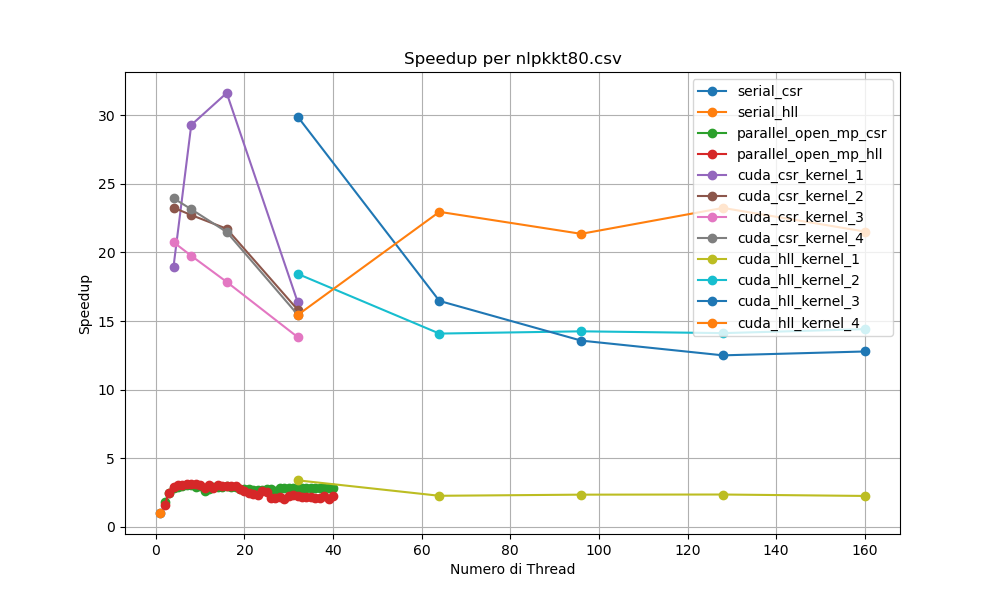 Speedup per nlpkkt80.csv
Speedup
30
25
20
15
10
5
0
serial_csr
serial_hll
parallel_open_mp_csr
parallel_open_mp_hll
cuda_csr_kernel_1
cuda_csr_kernel_2
cuda_csr_kernel_3
cuda_csr_kernel_4
cuda_hll_kernel_1
cuda_hll_kernel_2
cuda_hll_kernel_3
cuda_hll_kernel_4
0 20 40 60 80 100 120 140 160
Numero di Thread